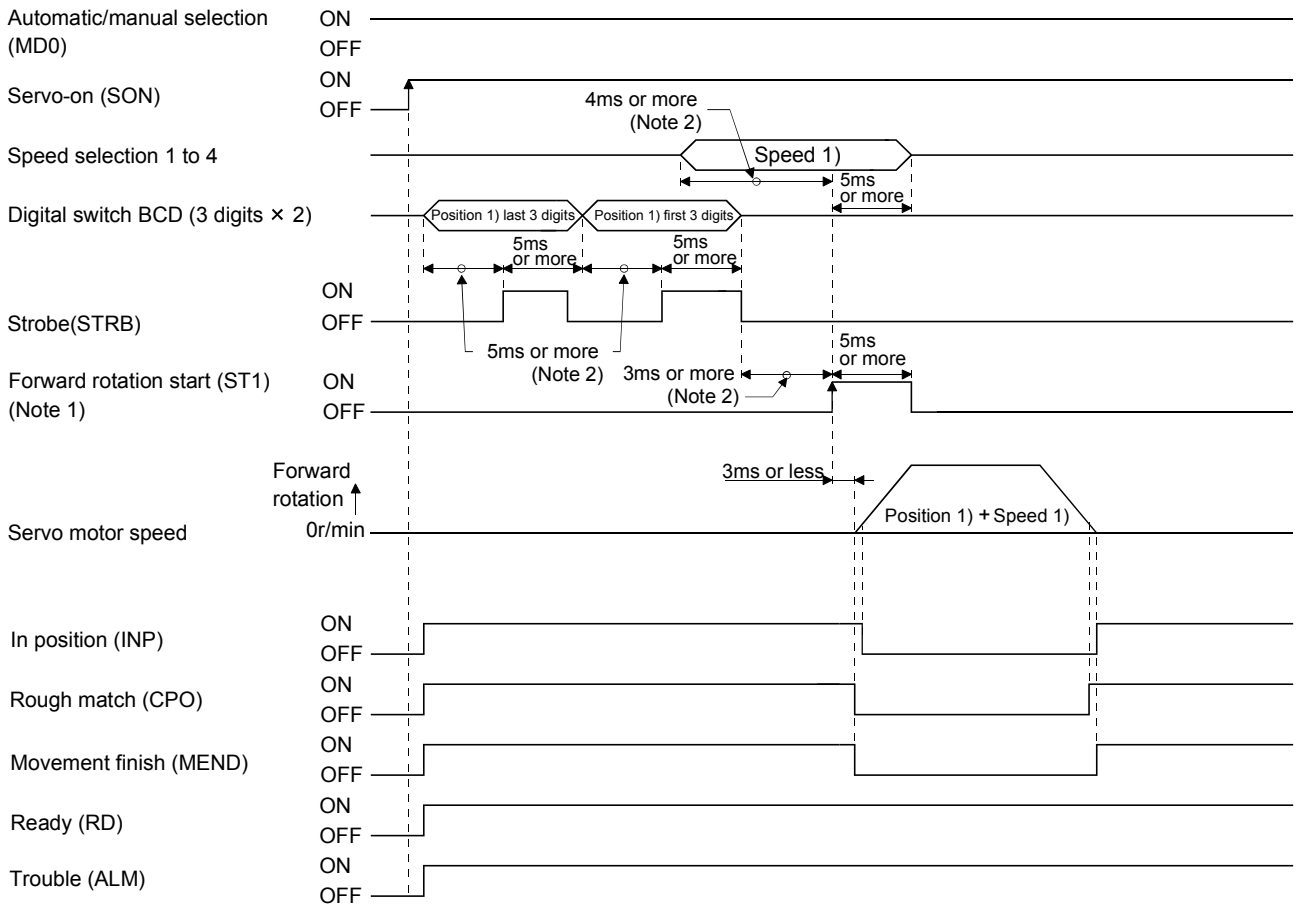 Automatic/manual selection
(MD0)
ON
OFF
Servo-on (SON)
ON
OFF
4ms or more
(Note 2)
Speed selection 1 to 4
Speed 1)
5ms
or more
Digital switch BCD (3 digits × 2)
Position 1) last 3 digits
Position 1) first 3 digits
5ms
or more
5ms
or more
Strobe(STRB)
ON
OFF
5ms or more
(Note 2)
3ms or more
(Note 2)
5ms
or more
Forward rotation start (ST1)
(Note 1)
ON
OFF
Forward
rotation
3ms or less
Servo motor speed
0r/min
Position 1) + Speed 1)
In position (INP)
ON
OFF
Rough match (CPO)
ON
OFF
Movement finish (MEND)
ON
OFF
Ready (RD)
ON
OFF
Trouble (ALM)
ON
OFF